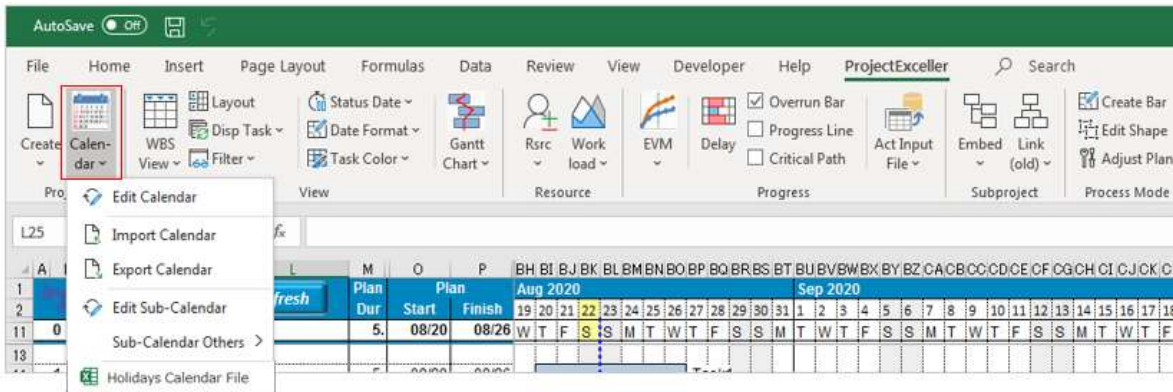 AutoSave Off
File Home Insert Page Layout Formulas Data Review View Developer Help ProjectExceller Search
Create
Calen-
dar
WBS
View
Layout
Disp Task
Filter
Status Date
Date Format
Task Color
Gantt
Chart
Rsrc
Work
load
EVM
Delay
Overrun Bar
Progress Line
Critical Path
Act Input
File
Embed
Link
(old)
Create Bar
Edit Shape
Adjust Plan
View Resource Progress Subproject Process Mode
Edit Calendar
Import Calendar
Export Calendar
Edit Sub-Calendar
Sub-Calendar Others >
Holidays Calendar File
L25 fx
A L M O P BH BI BJ BK BL BM BN BO BP BQ BR BS BT BU BV BW BX BY BZ CA CB CC CD CE CF CG CH CI CJ CK
1 Plan Plan Aug 2020 Sep 2020
2 Dur Start Finish 19 20 21 22 23 24 25 26 27 28 29 30 31 1 2 3 4 5 6 7 8 9 10 11 12 13 14 15 16 17 18
11 0 5. 08/20 08/26 W T F S S M T W T F S S M T W T F S S M T W T F S S M T W T F
13